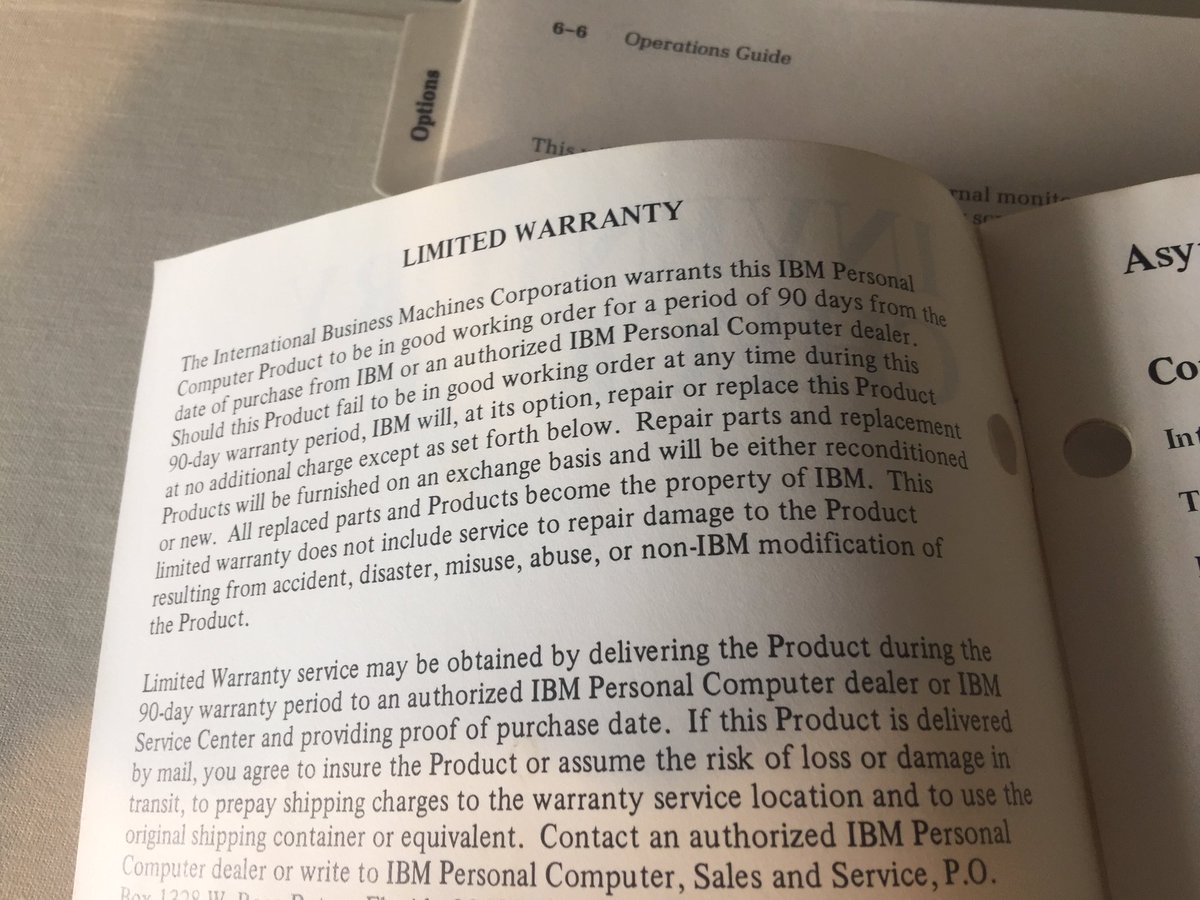 6-6 Operations Guide
Options
This
rnal monit
LIMITED WARRANTY
The International Business Machines Corporation warrants this IBM Personal
Computer Product to be in good working order for a period of 90 days from the
date of purchase from IBM or an authorized IBM Personal Computer dealer.
Should this Product fail to be in good working order at any time during this
90-day warranty period, IBM will, at its option, repair or replace this Product
at no additional charge except as set forth below. Repair parts and replacement
Products will be furnished on an exchange basis and will be either reconditioned
or new. All replaced parts and Products become the property of IBM. This
limited warranty does not include service to repair damage to the Product
resulting from accident, disaster, misuse, abuse, or non-IBM modification of
the Product.
Limited Warranty service may be obtained by delivering the Product during the
90-day warranty period to an authorized IBM Personal Computer dealer or IBM
Service Center and providing proof of purchase date. If this Product is delivered
by mail, you agree to insure the Product or assume the risk of loss or damage in
transit, to prepay shipping charges to the warranty service location and to use the
original shipping container or equivalent. Contact an authorized IBM Personal
Computer dealer or write to IBM Personal Computer, Sales and Service, P.O.
Asy
Co
Int
T